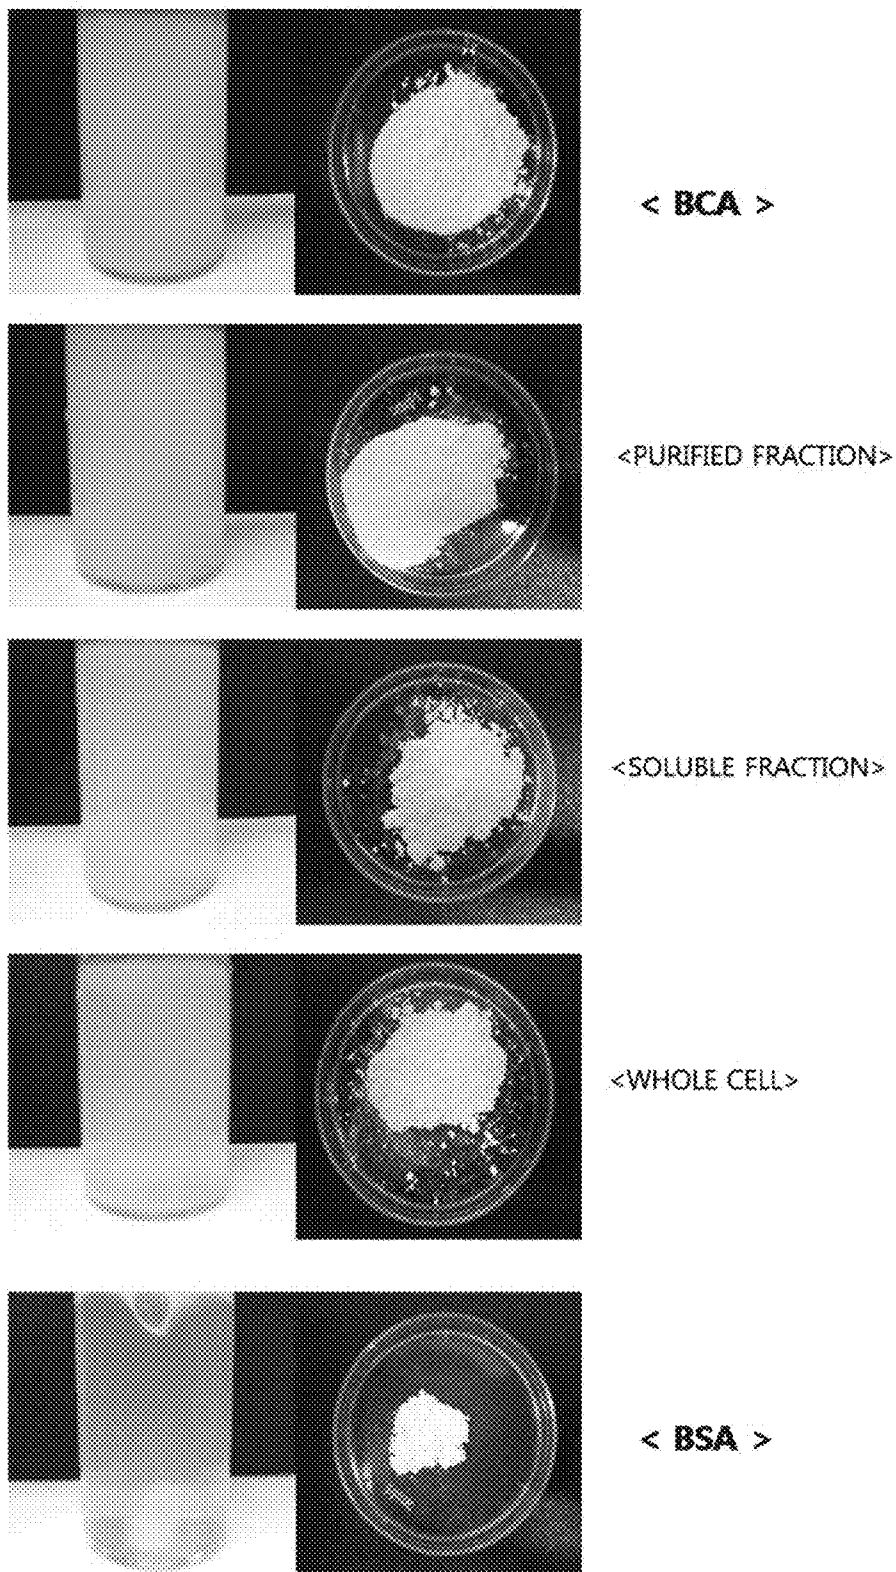 < BCA >
<PURIFIED FRACTION>
<SOLUBLE FRACTION>
<WHOLE CELL>
< BSA >